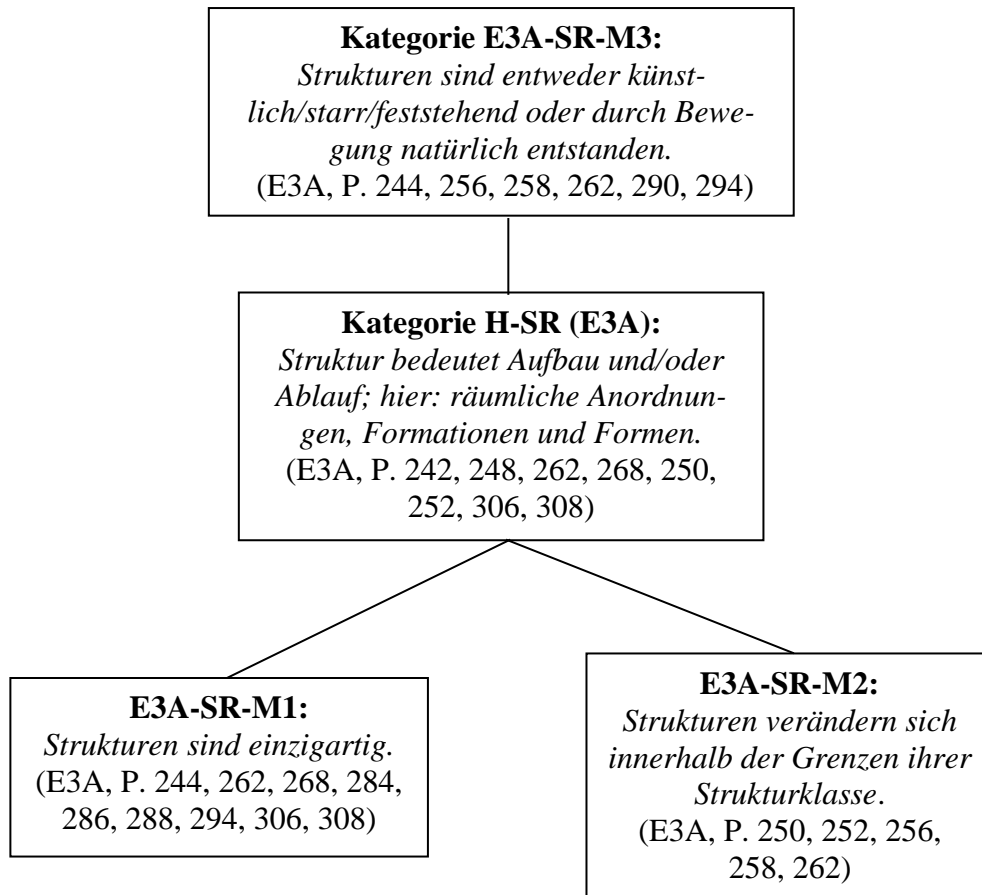 Kategorie E3A-SR-M3:
Strukturen sind entweder künst-
lich/starr/feststehend oder durch Bewe-
gung natürlich entstanden.
(E3A, P. 244, 256, 258, 262, 290, 294)
Kategorie H-SR (E3A):
Struktur bedeutet Aufbau und/oder
Ablauf; hier: räumliche Anordnun-
gen, Formationen und Formen.
(E3A, P. 242, 248, 262, 268, 250,
252, 306, 308)
E3A-SR-M1:
Strukturen sind einzigartig.
(E3A, P. 244, 262, 268, 284,
286, 288, 294, 306, 308)
E3A-SR-M2:
Strukturen verändern sich
innerhalb der Grenzen ihrer
Strukturklasse.
(E3A, P. 250, 252, 256,
258, 262)